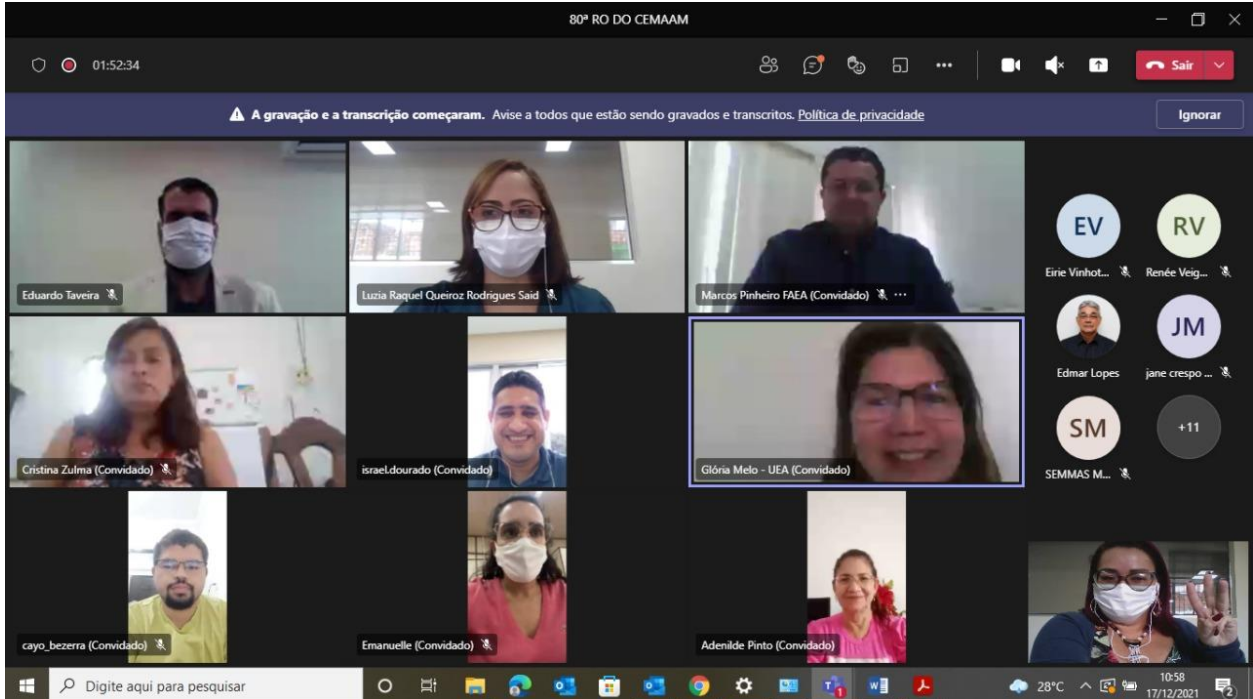 80ª RO DO CEMAAM
01:52:34
Sair
A gravação e a transcrição começaram. Avise a todos que estão sendo gravados e transcritos. Política de privacidade
Ignorar
Eduardo Taveira
Luzia Raquel Queiroz Rodrigues Said
Marcos Pinheiro FAEA (Convidado)
EV
RV
Eirie Vinhot...
Renée Veig...
JM
Edmar Lopes
jane crespo ...
Cristina Zulma (Convidado)
israel.dourado (Convidado)
Glória Melo - UEA (Convidado)
SM
+11
SEMMAS M...
cayo_bezerra (Convidado)
Emanuelle (Convidado)
Adenilde Pinto (Convidado)
Digite aqui para pesquisar
28°C
10:58
17/12/2021